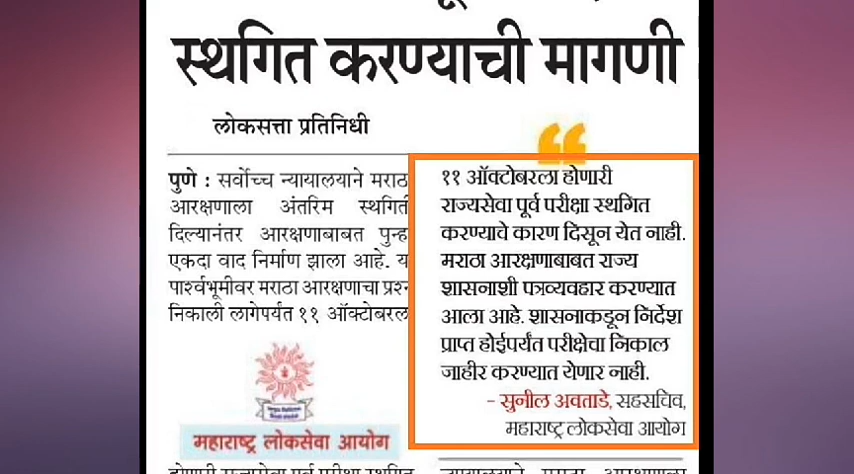 स्थगित करण्याची मागणी
लोकसत्ता प्रतिनिधी
पुणे : सर्वोच्च न्यायालयाने मराठा
आरक्षणाला अंतरिम स्थगिती
दिल्यानंतर आरक्षणाबाबत पुन्हा
एकदा वाद निर्माण झाला आहे. या
पार्श्वभूमीवर मराठा आरक्षणाचा प्रश्न
निकाली लागेपर्यंत ११ ऑक्टोबरला
महाराष्ट्र लोकसेवा आयोग
“
११ ऑक्टोबरला होणारी
राज्यसेवा पूर्व परीक्षा स्थगित
करण्याचे कारण दिसून येत नाही.
मराठा आरक्षणाबाबत राज्य
शासनाशी पत्रव्यवहार करण्यात
आला आहे. शासनाकडून निर्देश
प्राप्त होईपर्यंत परीक्षेचा निकाल
जाहीर करण्यात येणार नाही.
- सुनील अवताडे, सहसचिव,
महाराष्ट्र लोकसेवा आयोग